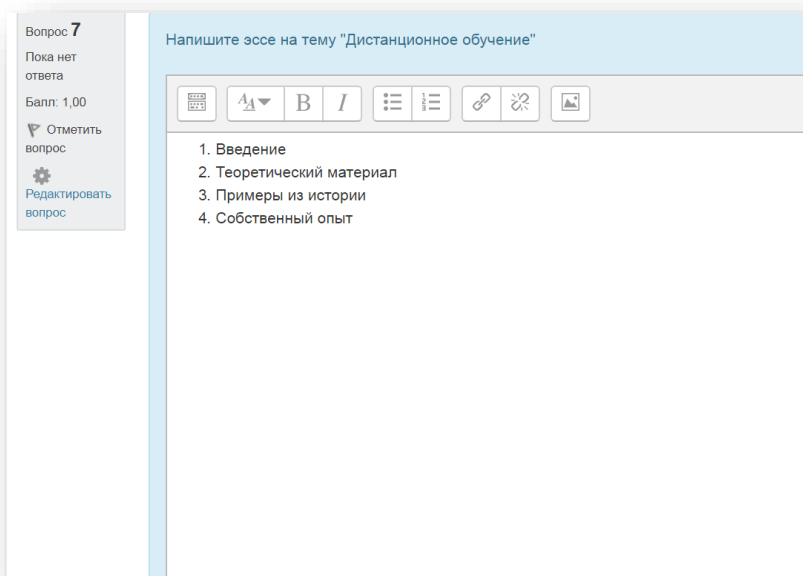 Вопрос 7
Пока нет
ответа
Балл: 1,00
Отметить
вопрос
Редактировать
вопрос
Напишите эссе на тему "Дистанционное обучение"
1. Введение
2. Теоретический материал
3. Примеры из истории
4. Собственный опыт